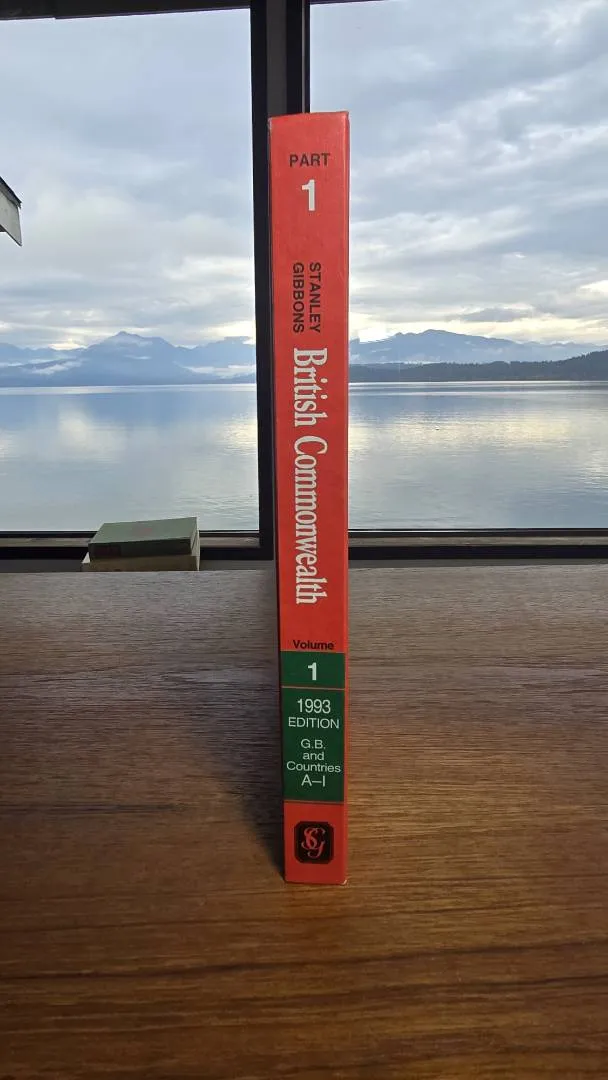 PART
1
STANLEY
GIBBONS
British Commonwealth
Volume
1
1993
EDITION
G.B.
and
Countries
A–I
SG